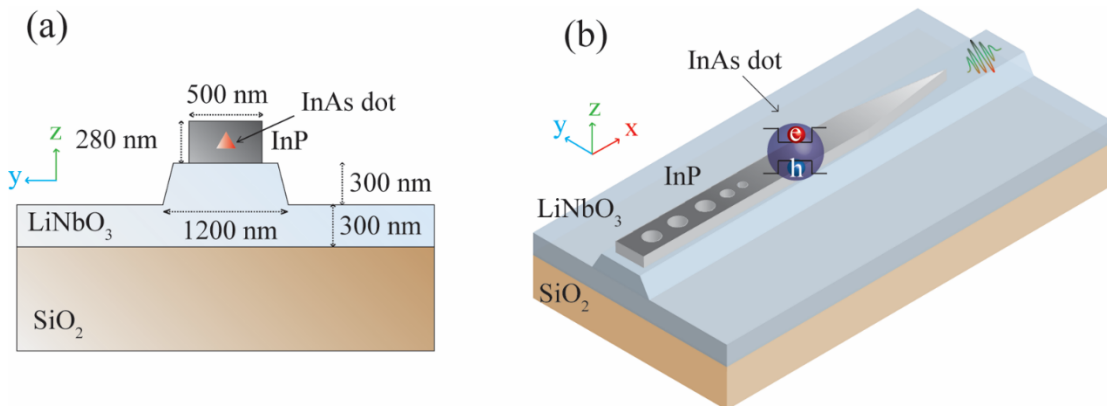 (a)
500 nm
InAs dot
280 nm
InP
z
y
300 nm
LiNbO3
1200 nm
300 nm
SiO2
(b)
InAs dot
z
y
x
e
h
InP
LiNbO3
SiO2